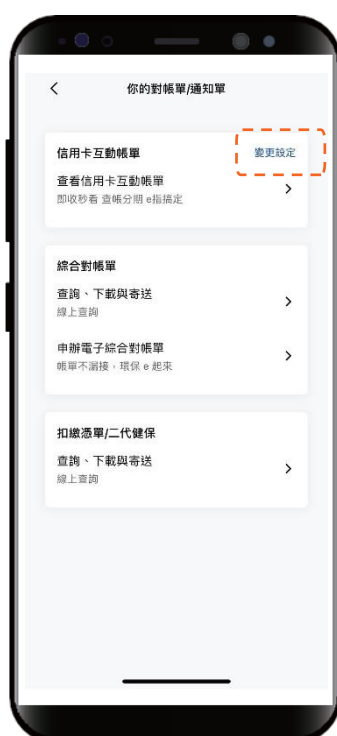 你的對帳單/通知單
信用卡互動帳單 變更設定
查看信用卡互動帳單
即收秒看 查帳分期 e指搞定
綜合對帳單
查詢、下載與寄送
線上查詢
申辦電子綜合對帳單
帳單不漏接，環保 e 起來
扣繳憑單/二代健保
查詢、下載與寄送
線上查詢